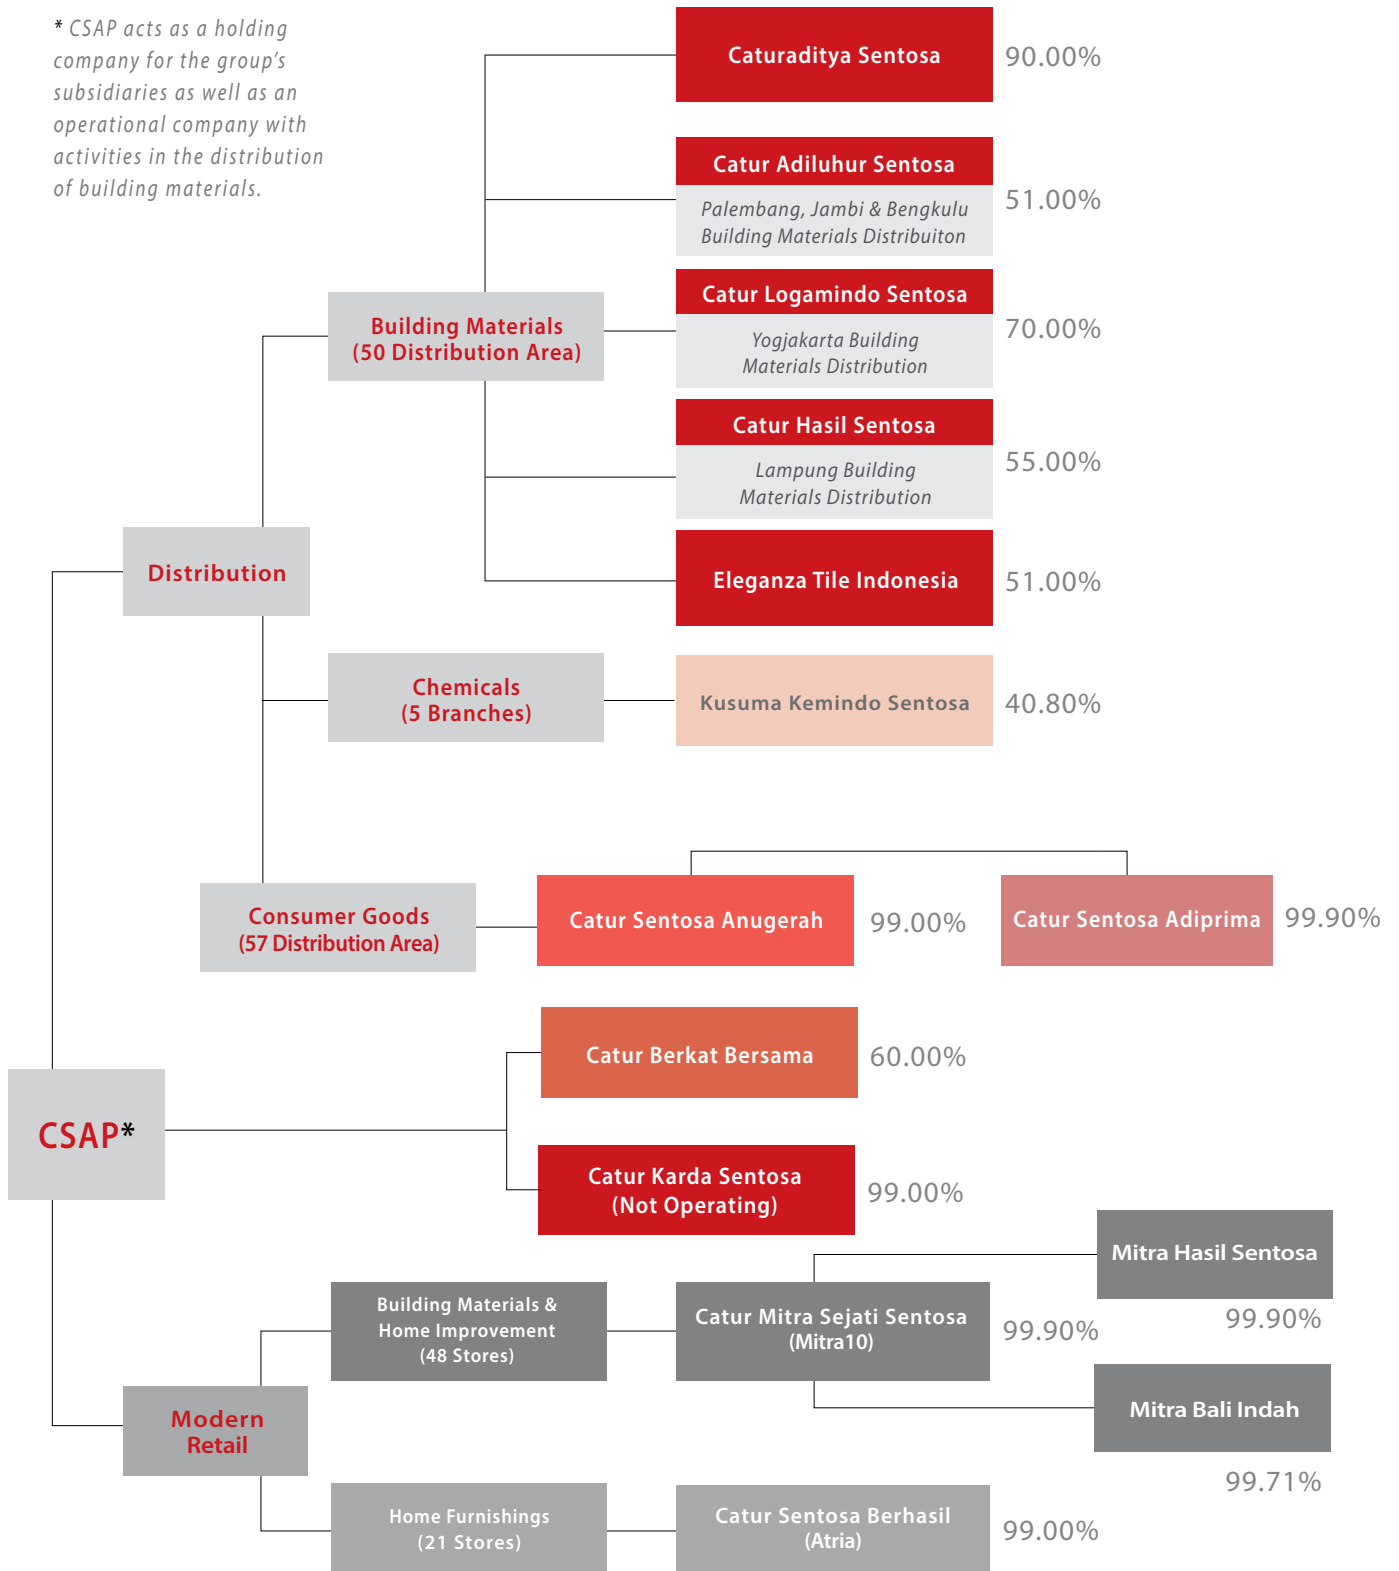 * CSAP acts as a holding
company for the group's
subsidiaries as well as an
operational company with
activities in the distribution
of building materials.
Caturaditya Sentosa
90.00%
Catur Adiluhur Sentosa
Palembang, Jambi & Bengkulu
Building Materials Distribuiton
51.00%
Building Materials
(50 Distribution Area)
Catur Logamindo Sentosa
Yogjakarta Building
Materials Distribution
70.00%
Catur Hasil Sentosa
Lampung Building
Materials Distribution
55.00%
Distribution
Eleganza Tile Indonesia
51.00%
Chemicals
(5 Branches)
Kusuma Kemindo Sentosa
40.80%
Consumer Goods
(57 Distribution Area)
Catur Sentosa Anugerah
99.00%
Catur Sentosa Adiprima
99.90%
Catur Berkat Bersama
60.00%
CSAP*
Catur Karda Sentosa
(Not Operating)
99.00%
Mitra Hasil Sentosa
99.90%
Building Materials &
Home Improvement
(48 Stores)
Catur Mitra Sejati Sentosa
(Mitra10)
99.90%
Mitra Bali Indah
99.71%
Modern
Retail
Home Furnishings
(21 Stores)
Catur Sentosa Berhasil
(Atria)
99.00%